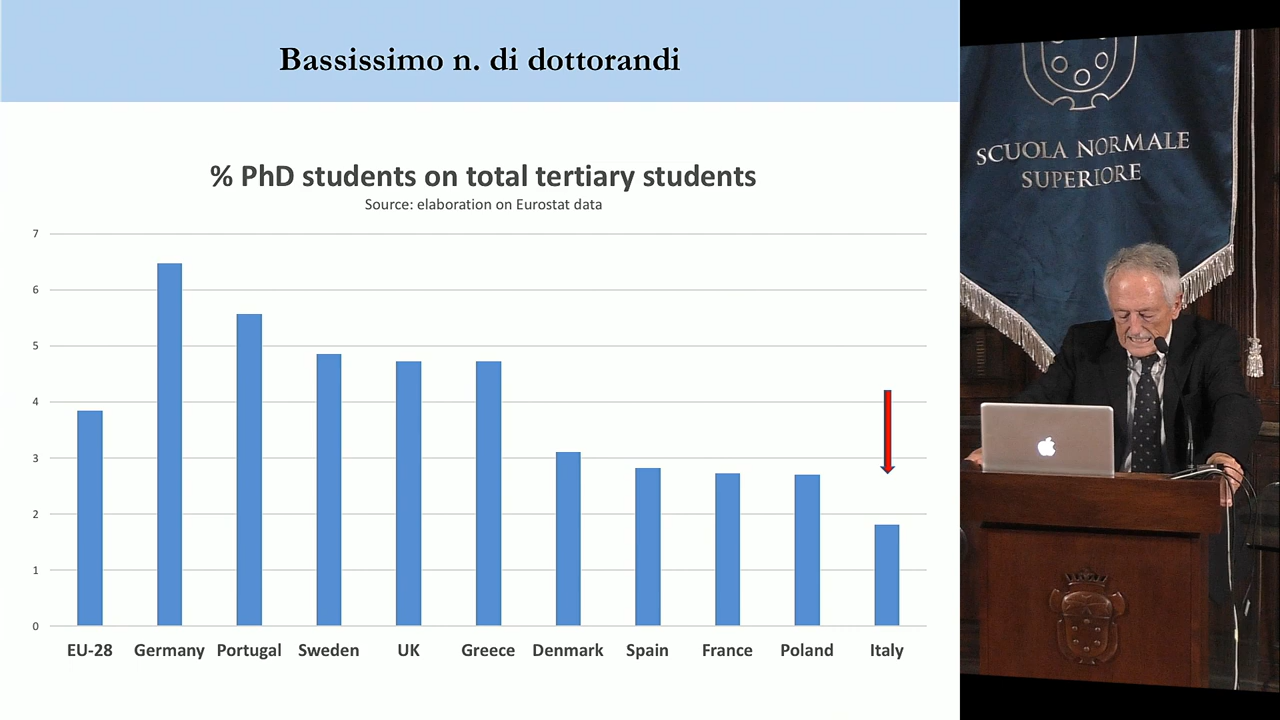 Bassissimo n. di dottorandi
% PhD students on total tertiary students
Source: elaboration on Eurostat data
7
6
5
4
3
2
1
0
EU-28 Germany Portugal Sweden UK Greece Denmark Spain France Poland Italy
SCUOLA NORMALE
SUPERIORE